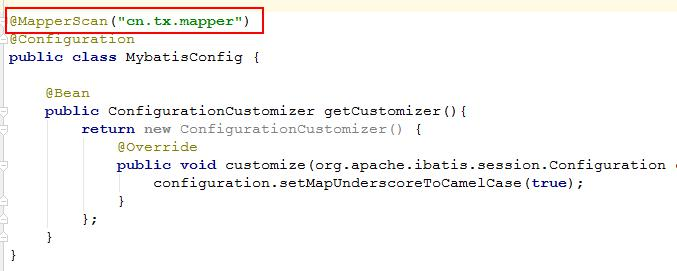 @MapperScan("cn.tx.mapper")
@Configuration
public class MybatisConfig {
@Bean
public ConfigurationCustomizer getCustomizer(){
return new ConfigurationCustomizer() {
@Override
public void customize(org.apache.ibatis.session.Configuration
configuration.setMapUnderscoreToCamelCase(true);
}
};
}
}